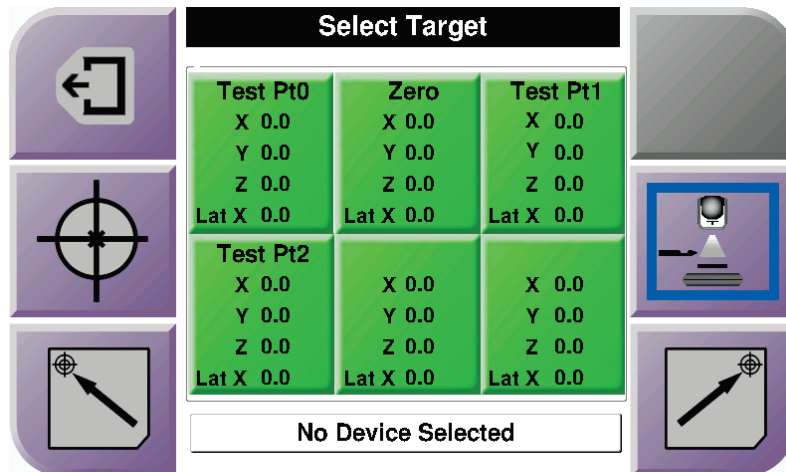 Select Target
Test Pt0 Zero Test Pt1
X 0.0 X 0.0 X 0.0
Y 0.0 Y 0.0 Y 0.0
Z 0.0 Z 0.0 Z 0.0
Lat X 0.0 Lat X 0.0 Lat X 0.0
Test Pt2
X 0.0 X 0.0 X 0.0
Y 0.0 Y 0.0 Y 0.0
Z 0.0 Z 0.0 Z 0.0
Lat X 0.0 Lat X 0.0 Lat X 0.0
No Device Selected